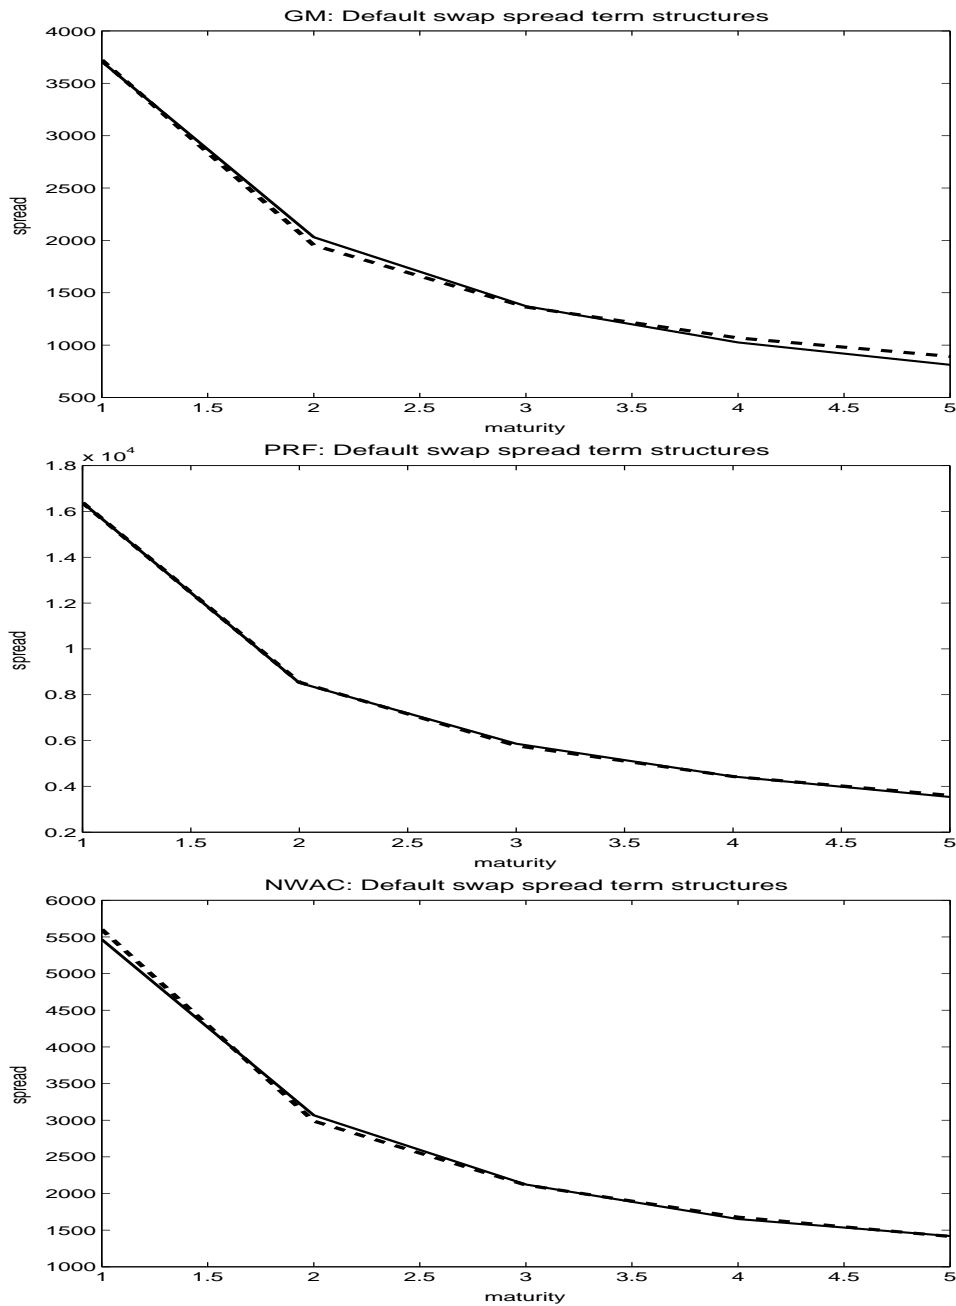 GM: Default swap spread term structures
4000
3500
3000
2500
2000
1500
1000
500
spread
1 1.5 2 2.5 3 3.5 4 4.5 5
maturity
PRF: Default swap spread term structures
x 10^4
1.8
1.6
1.4
1.2
1
0.8
0.6
0.4
0.2
spread
1 1.5 2 2.5 3 3.5 4 4.5 5
maturity
NWAC: Default swap spread term structures
6000
5500
5000
4500
4000
3500
3000
2500
2000
1500
1000
spread
1 1.5 2 2.5 3 3.5 4 4.5 5
maturity